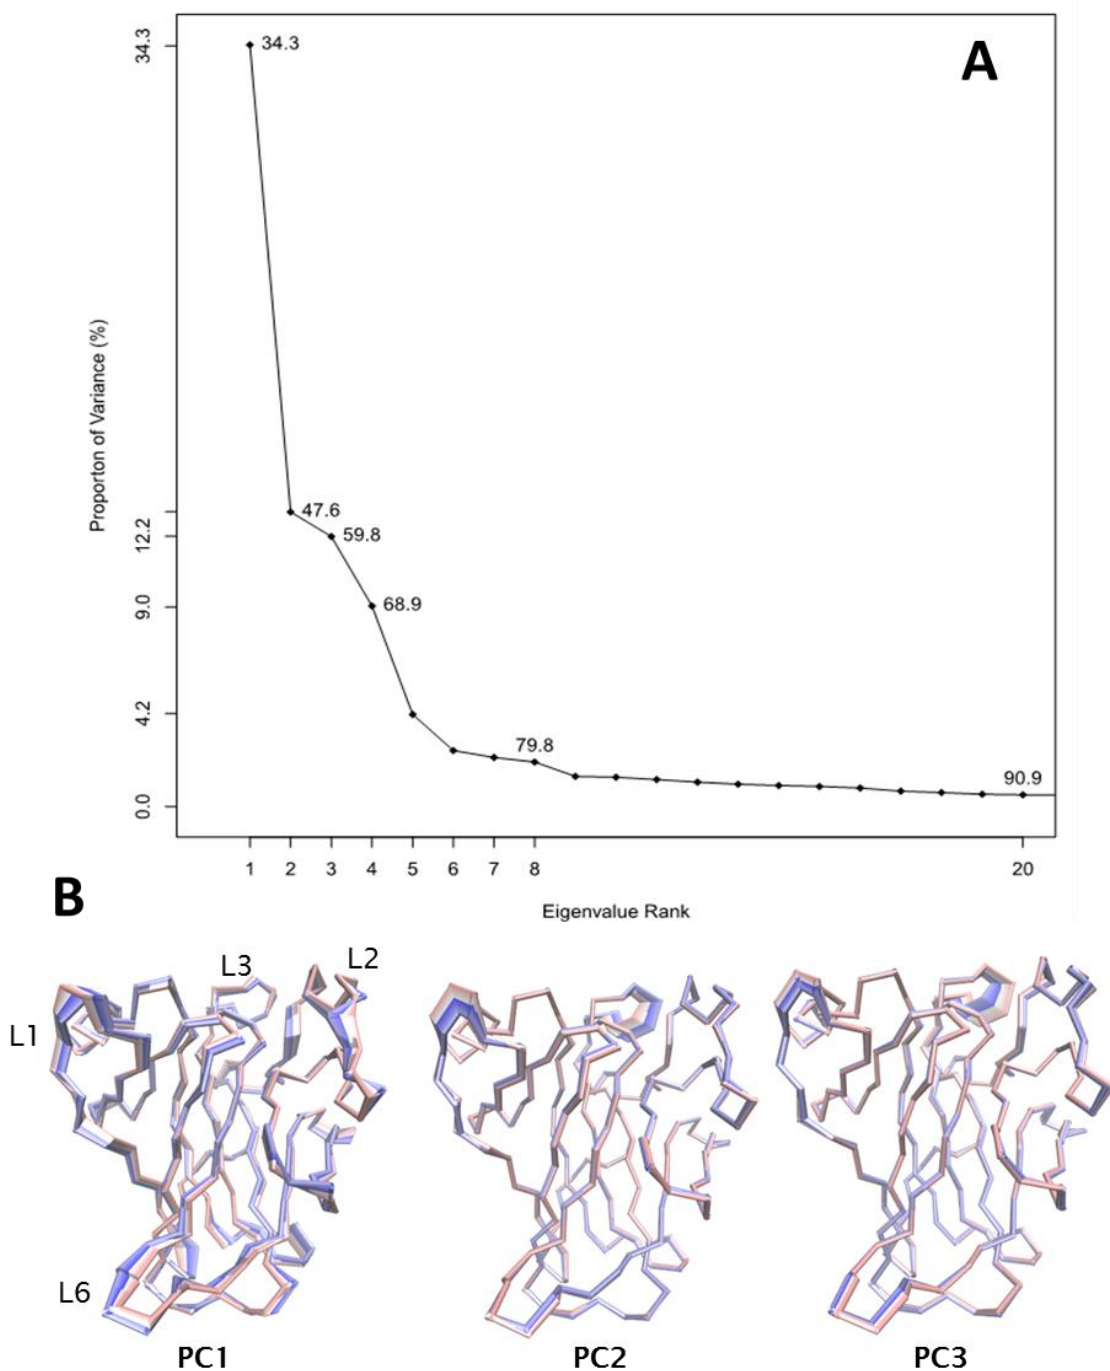 A
Proporton of Variance (%)
34.3
12.2
9.0
4.2
0.0
34.3
47.6
59.8
68.9
79.8
90.9
1 2 3 4 5 6 7 8 20
Eigenvalue Rank
B
L3 L2
L1
L6
PC1 PC2 PC3